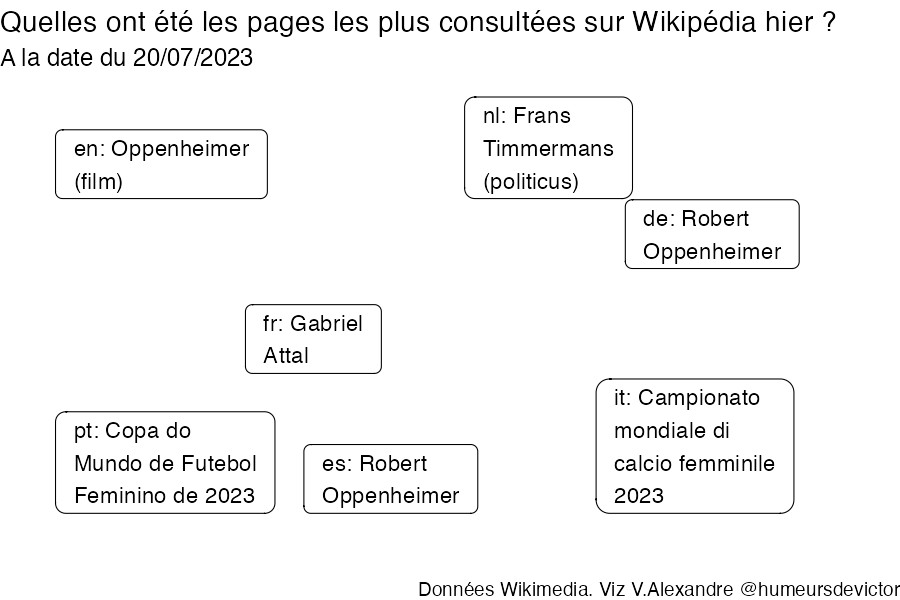 Quelles ont été les pages les plus consultées sur Wikipédia hier ?
A la date du 20/07/2023
en: Oppenheimer
(film)
nl: Frans
Timmermans
(politicus)
de: Robert
Oppenheimer
fr: Gabriel
Attal
pt: Copa do
Mundo de Futebol
Feminino de 2023
es: Robert
Oppenheimer
it: Campionato
mondiale di
calcio femminile
2023
Données Wikimedia. Viz V.Alexandre @humeursdevictor